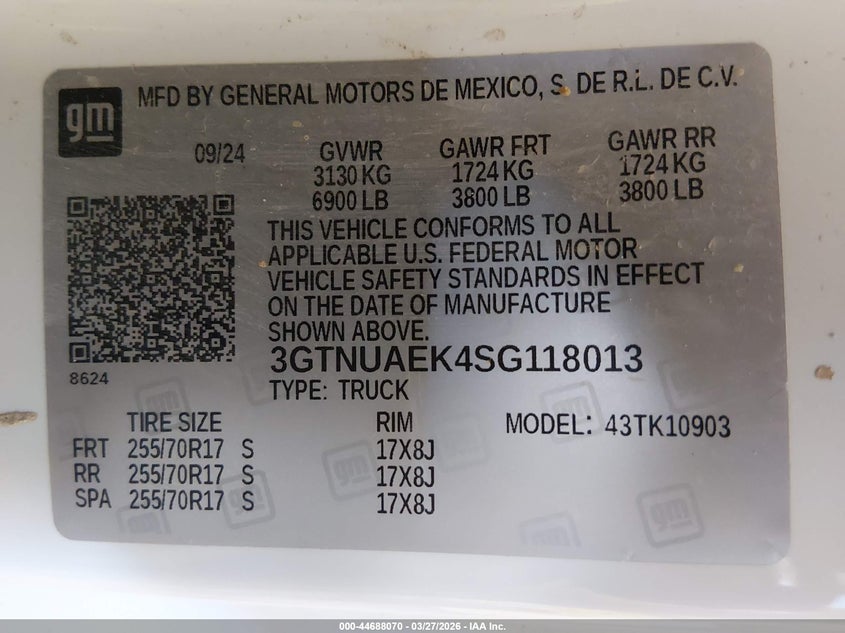 gm
MFD BY GENERAL MOTORS DE MEXICO, S. DE R.L. DE C.V.
09/24 GVWR GAWR FRT GAWR RR
3130 KG 1724 KG 1724 KG
6900 LB 3800 LB 3800 LB
THIS VEHICLE CONFORMS TO ALL
APPLICABLE U.S. FEDERAL MOTOR
VEHICLE SAFETY STANDARDS IN EFFECT
ON THE DATE OF MANUFACTURE
SHOWN ABOVE.
8624
3GTNUAEK4SG118013
TYPE: TRUCK
TIRE SIZE RIM MODEL: 43TK10903
FRT 255/70R17 S 17X8J
RR 255/70R17 S 17X8J
SPA 255/70R17 S 17X8J
000-44688070 | 03/27/2026 | IAA Inc.